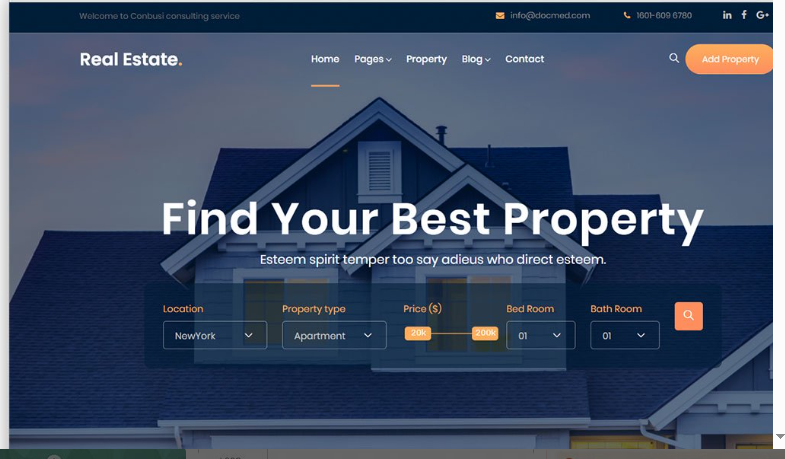 Welcome to Conbusi consulting service
info@docmed.com
1601-609 6780
in f G+
Real Estate.
Home Pages Property Blog Contact
Add Property
Find Your Best Property
Esteem spirit temper too say adieus who direct esteem.
Location Property type Price ($) Bed Room Bath Room
NewYork Apartment 20k 200k 01 01